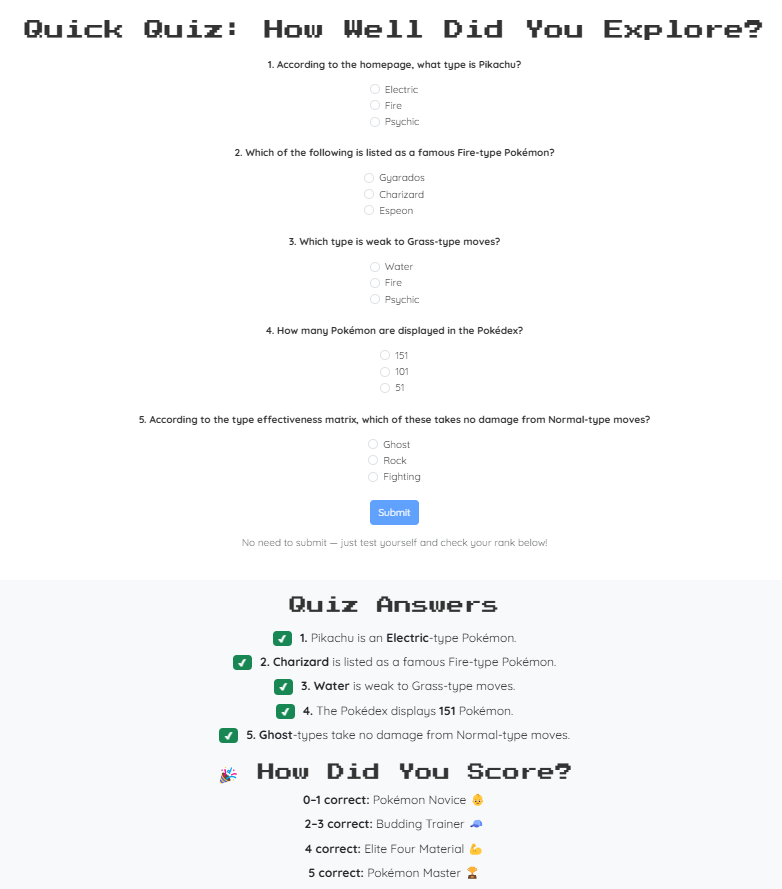 Quick Quiz: How Well Did You Explore?
1. According to the homepage, what type is Pikachu?
Electric
Fire
Psychic
2. Which of the following is listed as a famous Fire-type Pokémon?
Gyarados
Charizard
Espeon
3. Which type is weak to Grass-type moves?
Water
Fire
Psychic
4. How many Pokémon are displayed in the Pokédex?
151
101
51
5. According to the type effectiveness matrix, which of these takes no damage from Normal-type moves?
Ghost
Rock
Fighting
Submit
No need to submit — just test yourself and check your rank below!
Quiz Answers
1. Pikachu is an Electric-type Pokémon.
2. Charizard is listed as a famous Fire-type Pokémon.
3. Water is weak to Grass-type moves.
4. The Pokédex displays 151 Pokémon.
5. Ghost-types take no damage from Normal-type moves.
How Did You Score?
0–1 correct: Pokémon Novice
2–3 correct: Budding Trainer
4 correct: Elite Four Material
5 correct: Pokémon Master